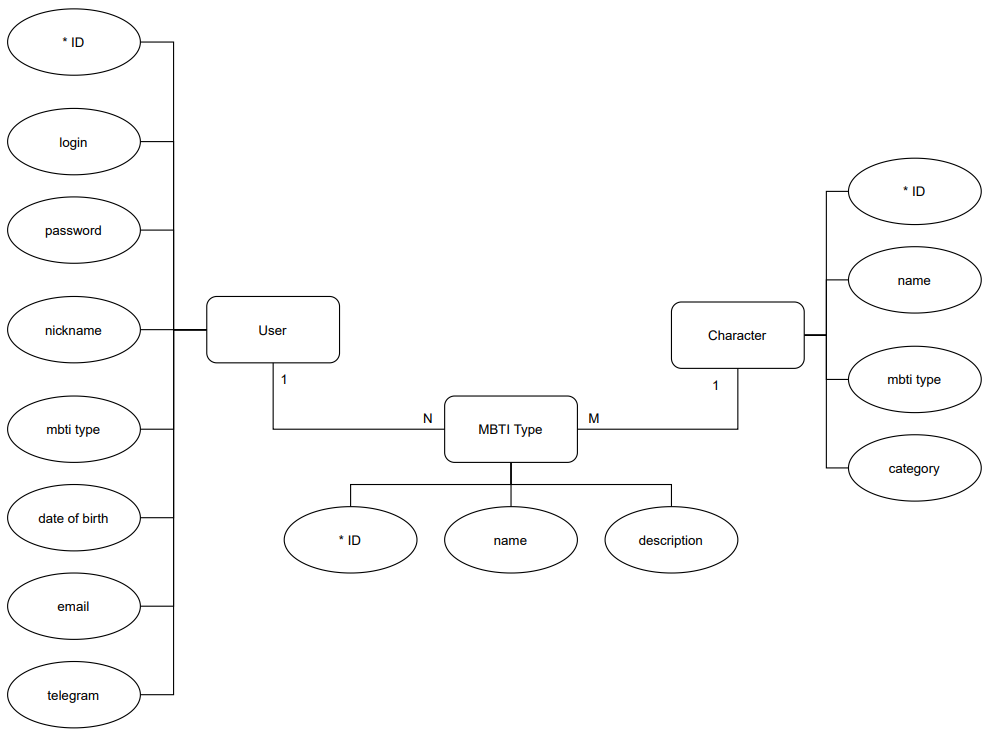 * ID
login
password
nickname
mbti type
date of birth
email
telegram
User
1
N
MBTI Type
M
1
* ID
name
description
Character
* ID
name
mbti type
category